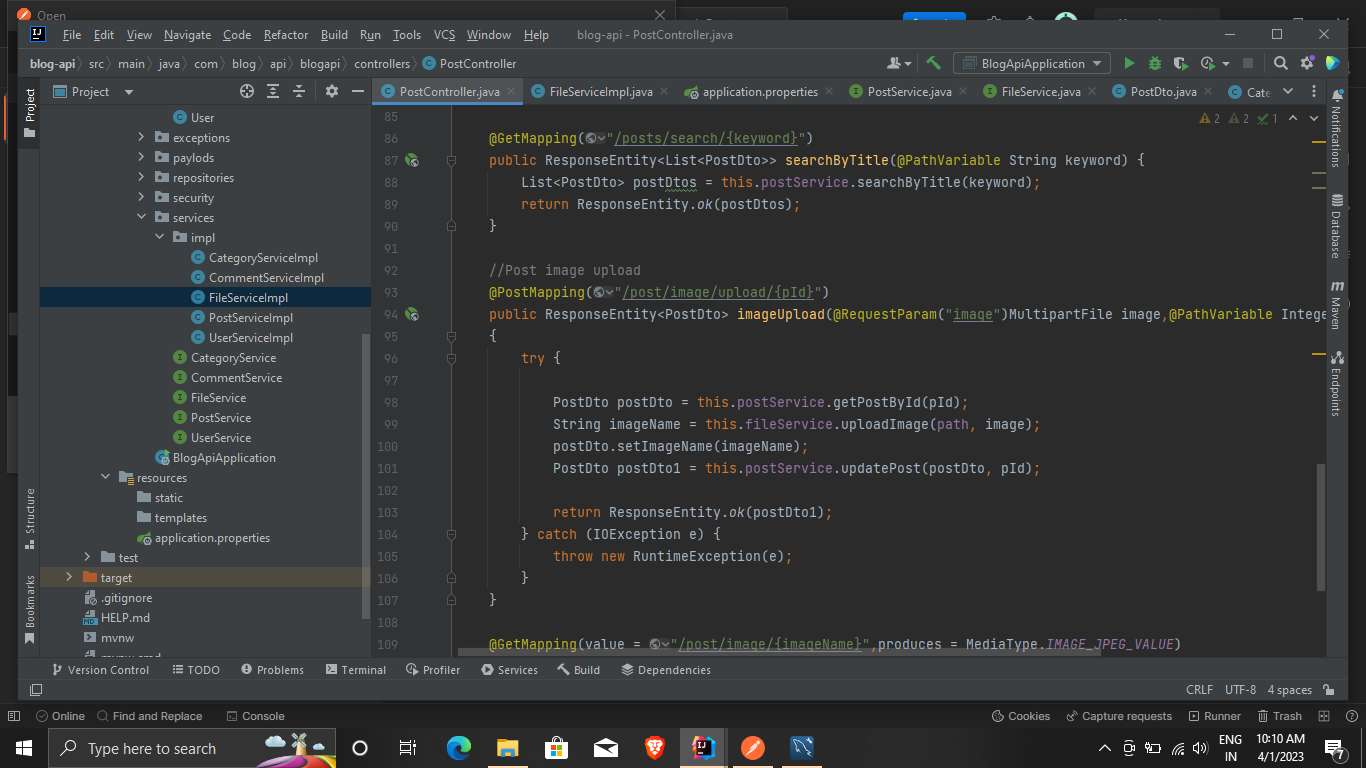 Open
File Edit View Navigate Code Refactor Build Run Tools VCS Window Help blog-api - PostController.java
blog-api src main java com blog api blogapi controllers PostController BlogApiApplication
Project
PostController.java FileServiceImpl.java application.properties PostService.java FileService.java PostDto.java Cate
Project
Structure
Bookmarks
User
exceptions
paylods
repositories
security
services
impl
CategoryServiceImpl
CommentServiceImpl
FileServiceImpl
PostServiceImpl
UserServiceImpl
CategoryService
CommentService
FileService
PostService
UserService
BlogApiApplication
resources
static
templates
application.properties
test
target
.gitignore
HELP.md
mvnw
mvnw.cmd
2 2 1
85
86 @GetMapping("/posts/search/{keyword}")
87 public ResponseEntity<List<PostDto>> searchByTitle(@PathVariable String keyword) {
88 List<PostDto> postDtos = this.postService.searchByTitle(keyword);
89 return ResponseEntity.ok(postDtos);
90 }
91
92 //Post image upload
93 @PostMapping("/post/image/upload/{pId}")
94 public ResponseEntity<PostDto> imageUpload(@RequestParam("image")MultipartFile image,@PathVariable Intege
95 {
96 try {
97
98 PostDto postDto = this.postService.getPostById(pId);
99 String imageName = this.fileService.uploadImage(path, image);
100 postDto.setImageName(imageName);
101 PostDto postDto1 = this.postService.updatePost(postDto, pId);
102
103 return ResponseEntity.ok(postDto1);
104 } catch (IOException e) {
105 throw new RuntimeException(e);
106 }
107 }
108
109 @GetMapping(value = "/post/image/{imageName}",produces = MediaType.IMAGE_JPEG_VALUE)
Notifications
Database
Maven
Endpoints
Version Control TODO Problems Terminal Profiler Services Build Dependencies
CRLF UTF-8 4 spaces
Online Find and Replace Console Cookies Capture requests Runner Trash
Type here to search
ENG
IN
10:10 AM
4/1/2023
7